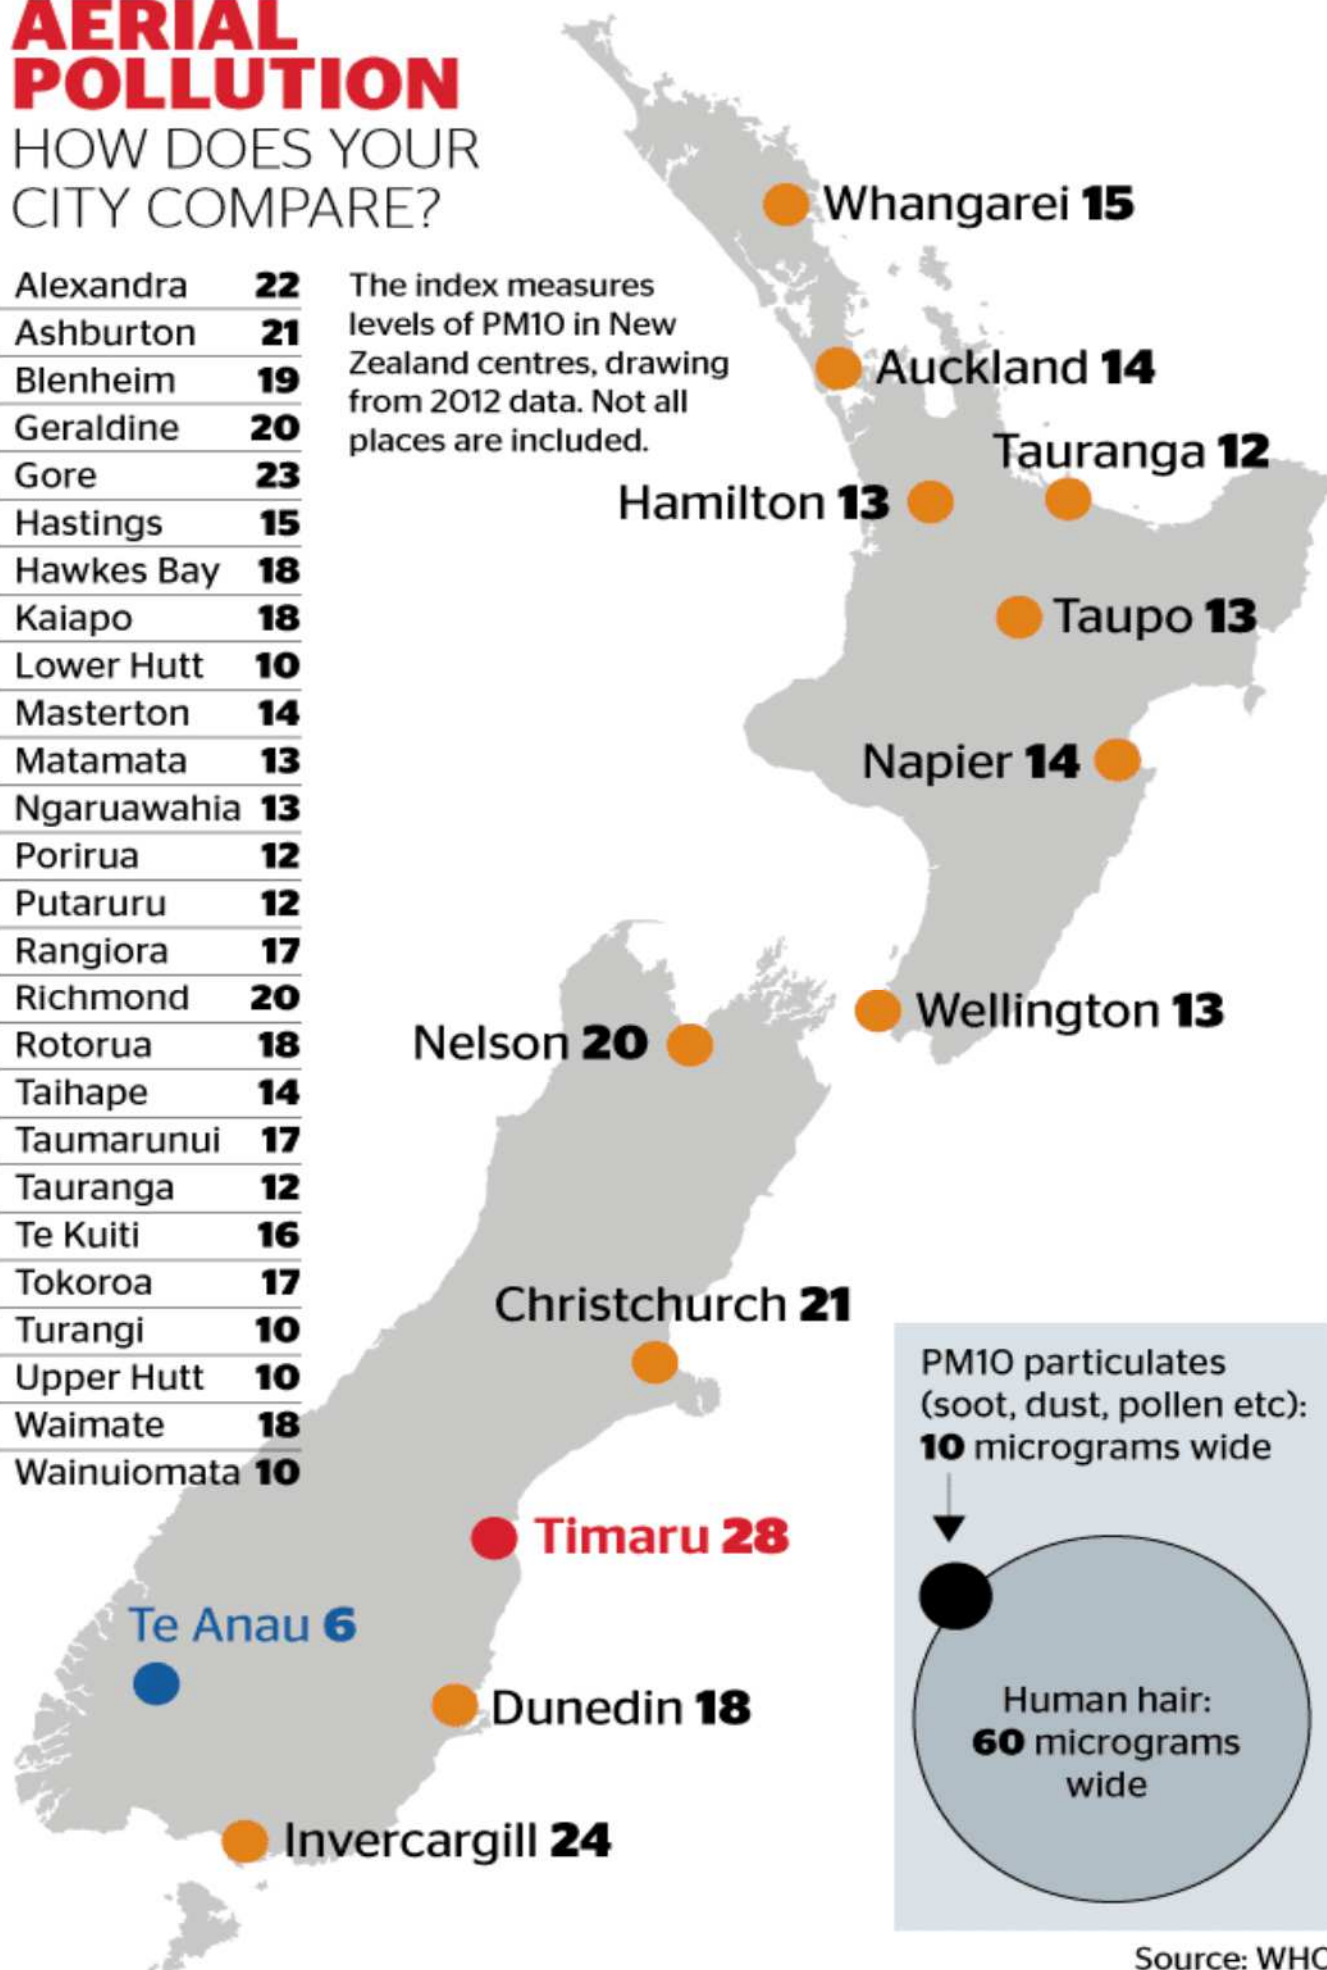 AERIAL
POLLUTION
HOW DOES YOUR
CITY COMPARE?
Alexandra 22
Ashburton 21
Blenheim 19
Geraldine 20
Gore 23
Hastings 15
Hawkes Bay 18
Kaiapo 18
Lower Hutt 10
Masterton 14
Matamata 13
Ngaruawahia 13
Porirua 12
Putaruru 12
Rangiora 17
Richmond 20
Rotorua 18
Taihape 14
Taumarunui 17
Tauranga 12
Te Kuiti 16
Tokoroa 17
Turangi 10
Upper Hutt 10
Waimate 18
Wainuiomata 10
The index measures
levels of PM10 in New
Zealand centres, drawing
from 2012 data. Not all
places are included.
Whangarei 15
Auckland 14
Tauranga 12
Hamilton 13
Taupo 13
Napier 14
Wellington 13
Nelson 20
Christchurch 21
Timaru 28
Te Anau 6
Dunedin 18
Invercargill 24
PM10 particulates
(soot, dust, pollen etc):
10 micrograms wide
Human hair:
60 micrograms
wide
Source: WHO